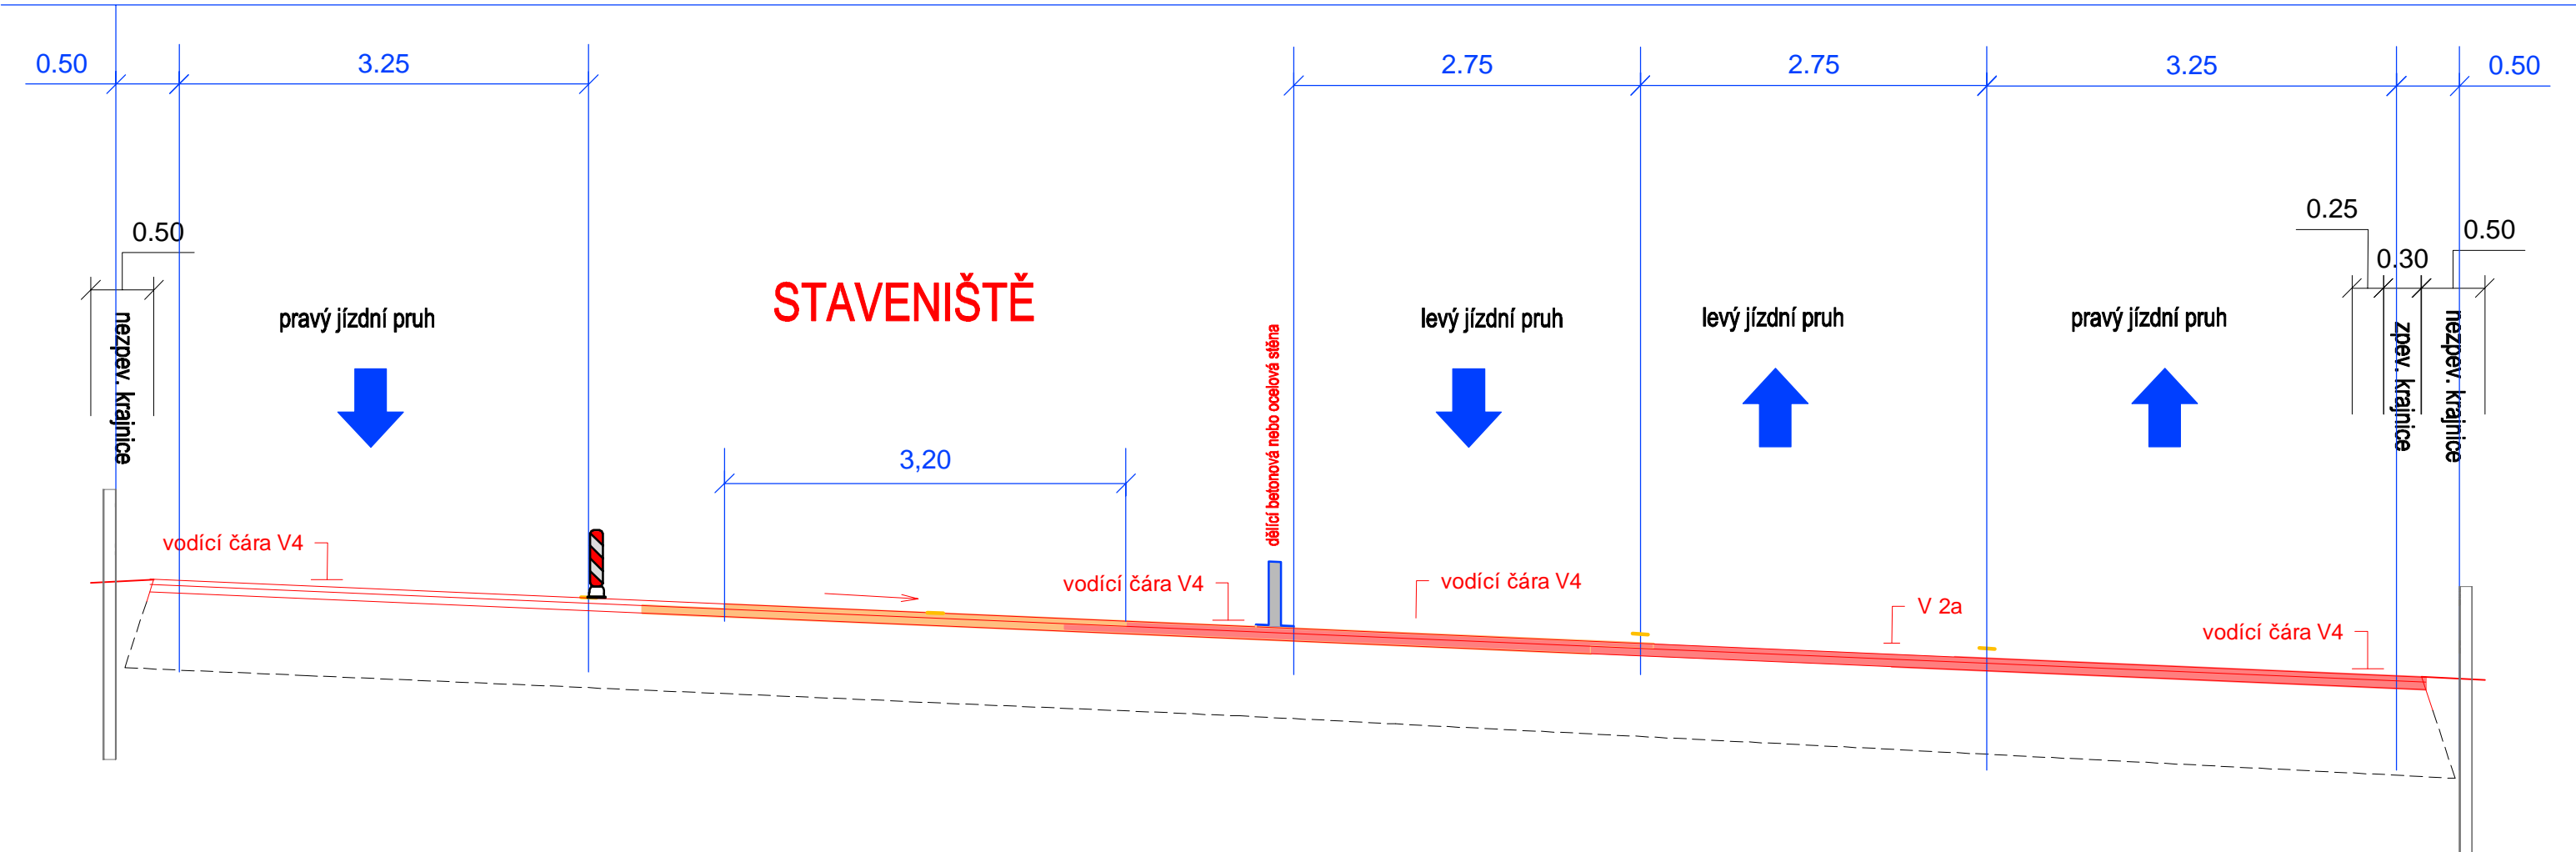 0.50
3.25
2.75
2.75
3.25
0.50
0.50
0.25
0.30
0.50
nezpev. krajnice
pravý jízdní pruh
STAVENIŠTĚ
dělící betonová nebo ocelová stěna
levý jízdní pruh
levý jízdní pruh
pravý jízdní pruh
zpev. krajnice
nezpev. krajnice
3,20
vodící čára V4
vodící čára V4
vodící čára V4
V 2a
vodící čára V4